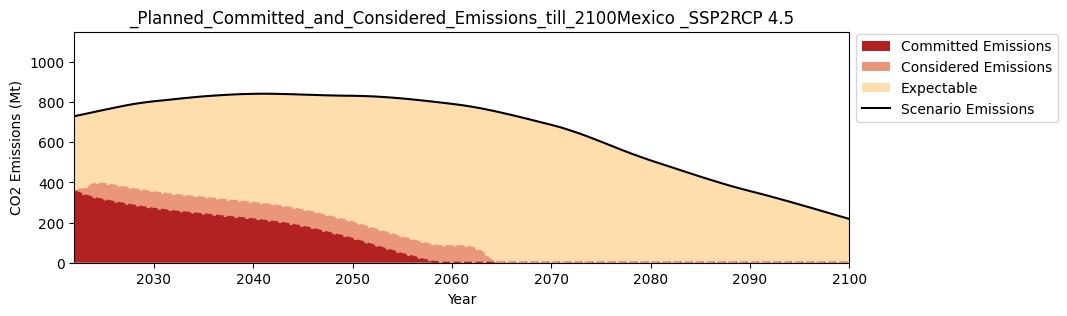 _Planned_Committed_and_Considered_Emissions_till_2100Mexico _SSP2RCP 4.5
CO2 Emissions (Mt)
1000
800
600
400
200
0
2030 2040 2050 2060 2070 2080 2090 2100
Year
Committed Emissions
Considered Emissions
Expectable
Scenario Emissions